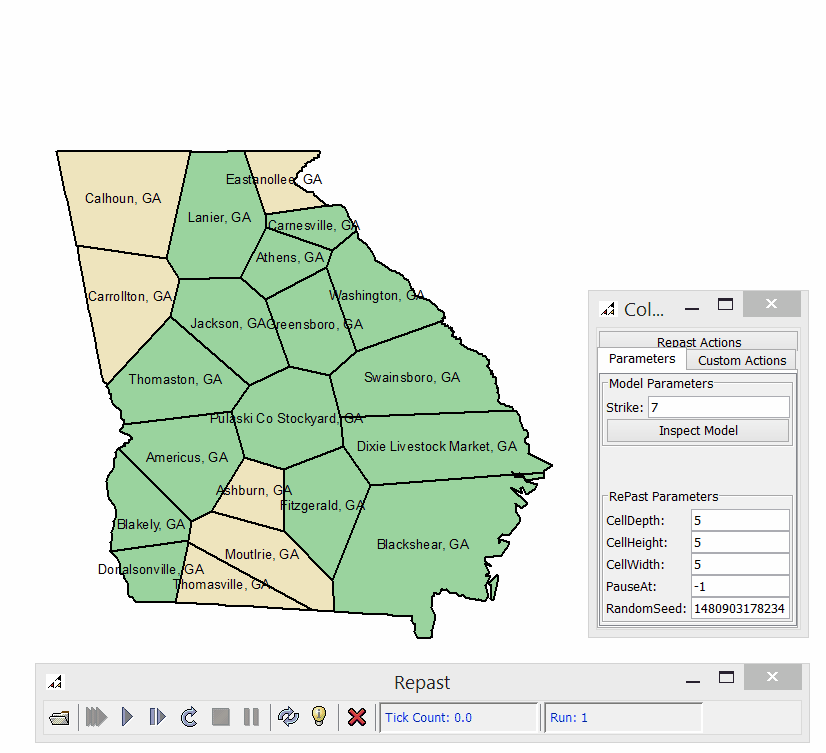 Eastanollee, GA
Calhoun, GA
Lanier, GA
Carnesville, GA
Athens, GA
Carrollton, GA
Washington, GA
Jackson, GA
Greensboro, GA
Thomaston, GA
Swainsboro, GA
Pulaski Co Stockyard, GA
Dixie Livestock Market, GA
Americus, GA
Ashburn, GA
Fitzgerald, GA
Blakely, GA
Blackshear, GA
Moutlrie, GA
Donalsonville, GA
Thomasville, GA
Col...
Repast Actions
Parameters
Custom Actions
Model Parameters
Strike: 7
Inspect Model
RePast Parameters
CellDepth: 5
CellHeight: 5
CellWidth: 5
PauseAt: -1
RandomSeed: 1480903178234
Repast
Tick Count: 0.0
Run: 1